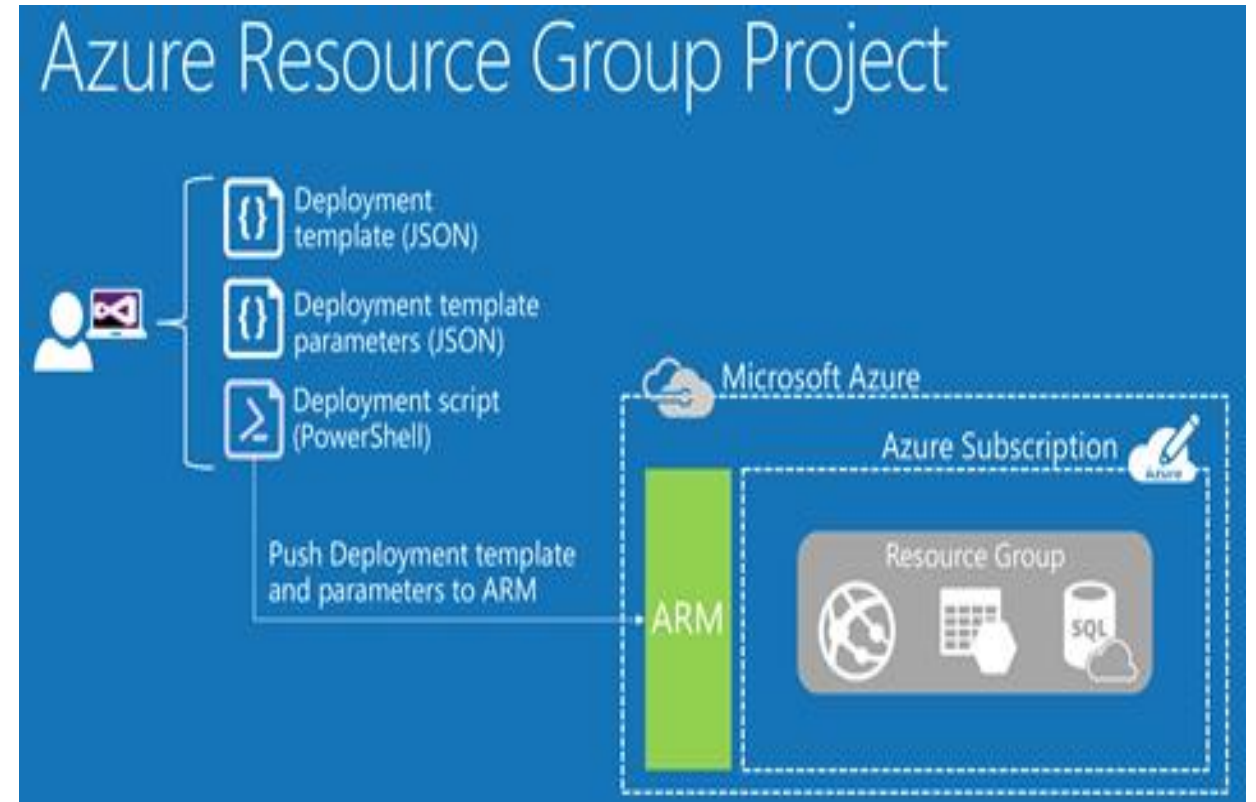 Azure Resource Group Project
Deployment
template (JSON)
Deployment template
parameters (JSON)
Deployment script
(PowerShell)
Microsoft Azure
Azure Subscription
Azure
Push Deployment template
and parameters to ARM
ARM
Resource Group
SQL